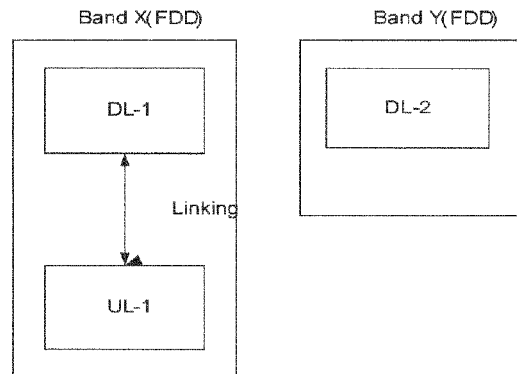 Band X(FDD)
Band Y(FDD)
DL-1
DL-2
Linking
UL-1